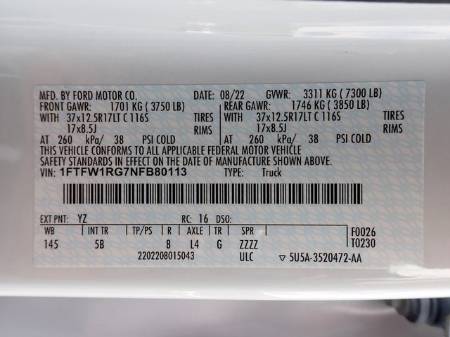 MFD. BY FORD MOTOR CO. DATE: 08/22 GVWR: 3311 KG ( 7300 LB)
FRONT GAWR: 1701 KG ( 3750 LB) REAR GAWR: 1746 KG ( 3850 LB)
WITH 37x12.5R17LT C 116S TIRES WITH 37x12.5R17LT C 116S TIRES
17x8.5J RIMS 17x8.5J RIMS
AT 260 kPa/ 38 PSI COLD AT 260 kPa/ 38 PSI COLD
THIS VEHICLE CONFORMS TO ALL APPLICABLE FEDERAL MOTOR VEHICLE
SAFETY STANDARDS IN EFFECT ON THE DATE OF MANUFACTURE SHOWN ABOVE.
VIN: 1FTFW1RG7NFB80113 TYPE: Truck
EXT PNT: YZ RC: 16 DSO: F0026
WB INT TR TP/PS R AXLE TR SPR T0230
145 5B 8 L4 G ZZZZ
2202208015043 ULC 5U5A-3520472-AA